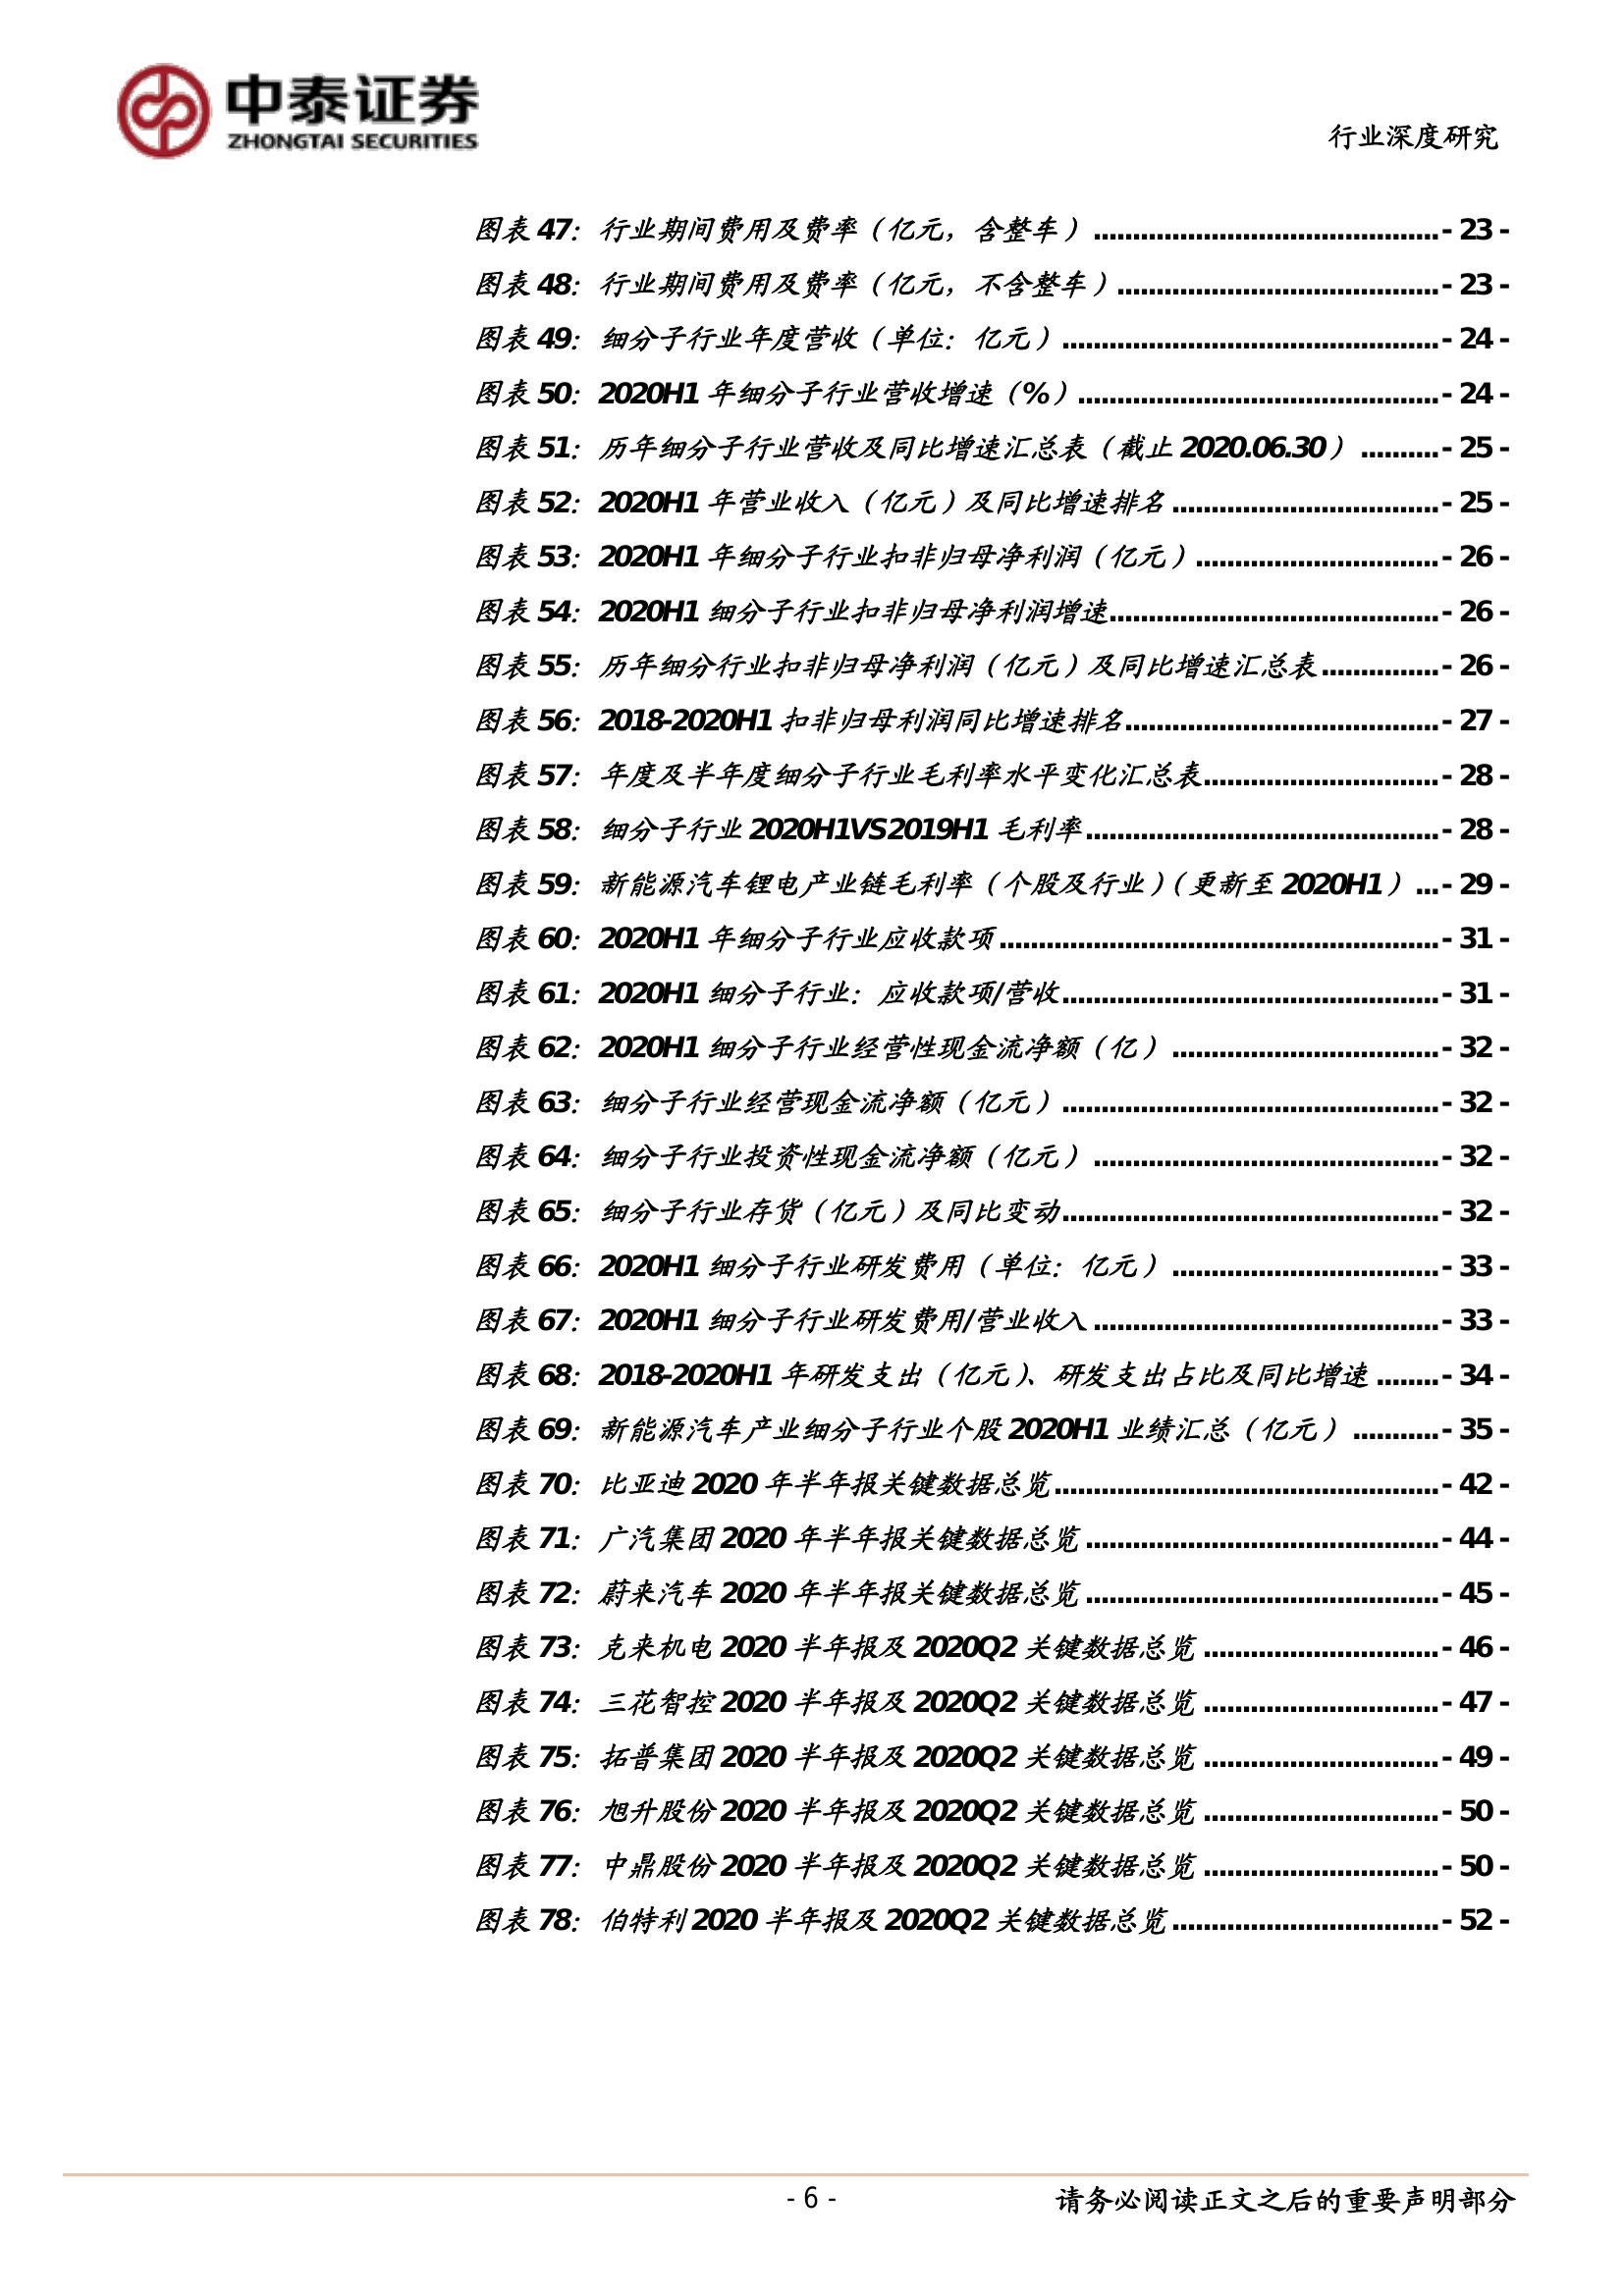 中泰证券
ZHONGTAI SECURITIES
行业深度研究
图表 47：行业期间费用及费率（亿元，含整车）............................................- 23 -
图表 48：行业期间费用及费率（亿元，不含整车）.........................................- 23 -
图表 49：细分子行业年度营收（单位：亿元）................................................- 24 -
图表 50：2020H1 年细分子行业营收增速（%）..............................................- 24 -
图表 51：历年细分子行业营收及同比增速汇总表（截止 2020.06.30）..........- 25 -
图表 52：2020H1 年营业收入（亿元）及同比增速排名..................................- 25 -
图表 53：2020H1 年细分子行业扣非归母净利润（亿元）...............................- 26 -
图表 54：2020H1 细分子行业扣非归母净利润增速..........................................- 26 -
图表 55：历年细分行业扣非归母净利润（亿元）及同比增速汇总表...............- 26 -
图表 56：2018-2020H1 扣非归母利润同比增速排名........................................- 27 -
图表 57：年度及半年度细分子行业毛利率水平变化汇总表..............................- 28 -
图表 58：细分子行业 2020H1VS2019H1 毛利率.............................................- 28 -
图表 59：新能源汽车锂电产业链毛利率（个股及行业）（更新至 2020H1）...- 29 -
图表 60：2020H1 年细分子行业应收款项........................................................- 31 -
图表 61：2020H1 细分子行业：应收款项/营收................................................- 31 -
图表 62：2020H1 细分子行业经营性现金流净额（亿）..................................- 32 -
图表 63：细分子行业经营现金流净额（亿元）................................................- 32 -
图表 64：细分子行业投资性现金流净额（亿元）............................................- 32 -
图表 65：细分子行业存货（亿元）及同比变动................................................- 32 -
图表 66：2020H1 细分子行业研发费用（单位：亿元）..................................- 33 -
图表 67：2020H1 细分子行业研发费用/营业收入............................................- 33 -
图表 68：2018-2020H1 年研发支出（亿元）、研发支出占比及同比增速........- 34 -
图表 69：新能源汽车产业细分子行业个股 2020H1 业绩汇总（亿元）...........- 35 -
图表 70：比亚迪 2020 年半年报关键数据总览.................................................- 42 -
图表 71：广汽集团 2020 年半年报关键数据总览.............................................- 44 -
图表 72：蔚来汽车 2020 年半年报关键数据总览.............................................- 45 -
图表 73：克来机电 2020 半年报及 2020Q2 关键数据总览..............................- 46 -
图表 74：三花智控 2020 半年报及 2020Q2 关键数据总览..............................- 47 -
图表 75：拓普集团 2020 半年报及 2020Q2 关键数据总览..............................- 49 -
图表 76：旭升股份 2020 半年报及 2020Q2 关键数据总览..............................- 50 -
图表 77：中鼎股份 2020 半年报及 2020Q2 关键数据总览..............................- 50 -
图表 78：伯特利 2020 半年报及 2020Q2 关键数据总览..................................- 52 -
- 6 -
请务必阅读正文之后的重要声明部分